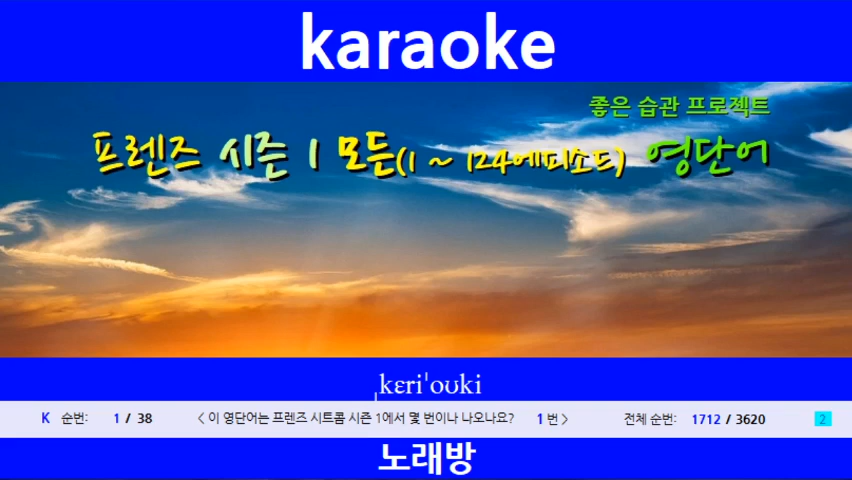 karaoke
좋은 습관 프로젝트
프렌즈 시즌 1 모든(1 ~ 124에피소드) 영단어
ˌkɛriˈoʊki
K 순번: 1 / 38 < 이 영단어는 프렌즈 시트콤 시즌 1에서 몇 번이나 나오나요? 1 번 > 전체 순번: 1712 / 3620 2
노래방